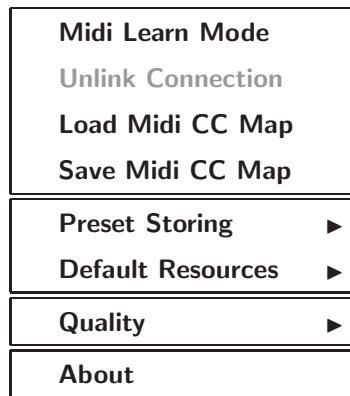 Midi Learn Mode
Unlink Connection
Load Midi CC Map
Save Midi CC Map
Preset Storing ▶
Default Resources ▶
Quality ▶
About